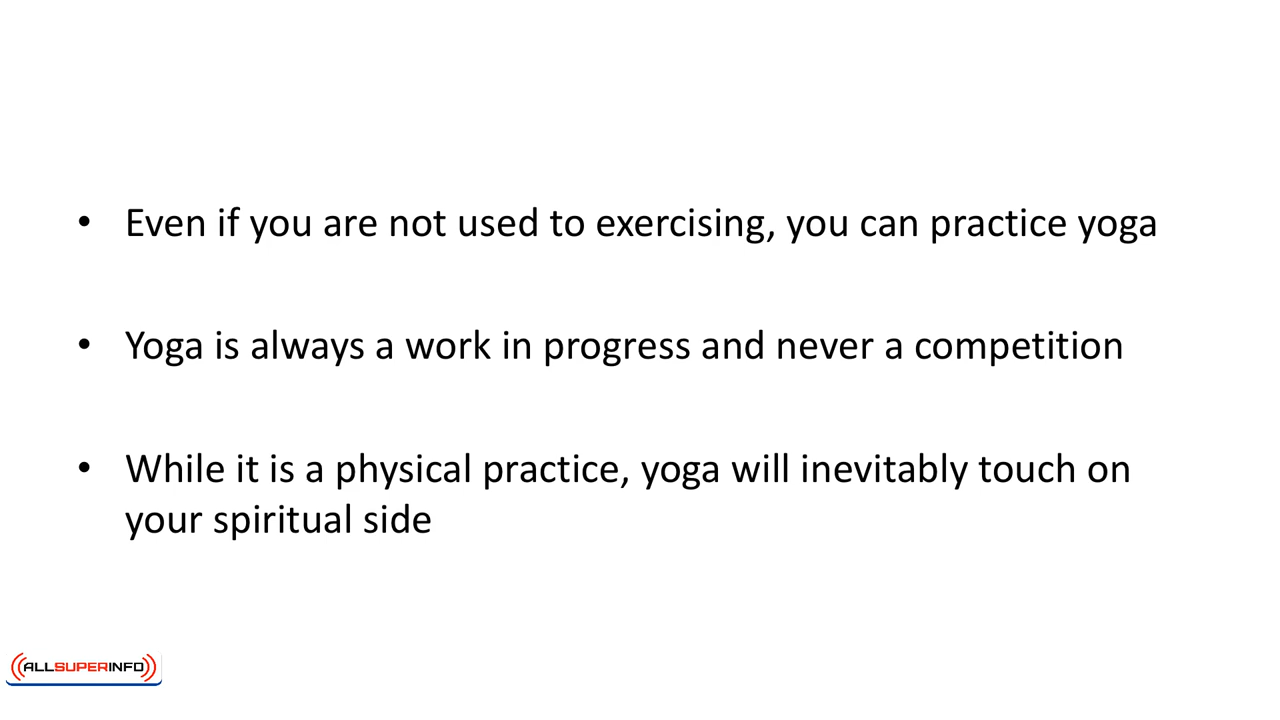 • Even if you are not used to exercising, you can practice yoga
• Yoga is always a work in progress and never a competition
• While it is a physical practice, yoga will inevitably touch on
your spiritual side
ALLSUPERINFO